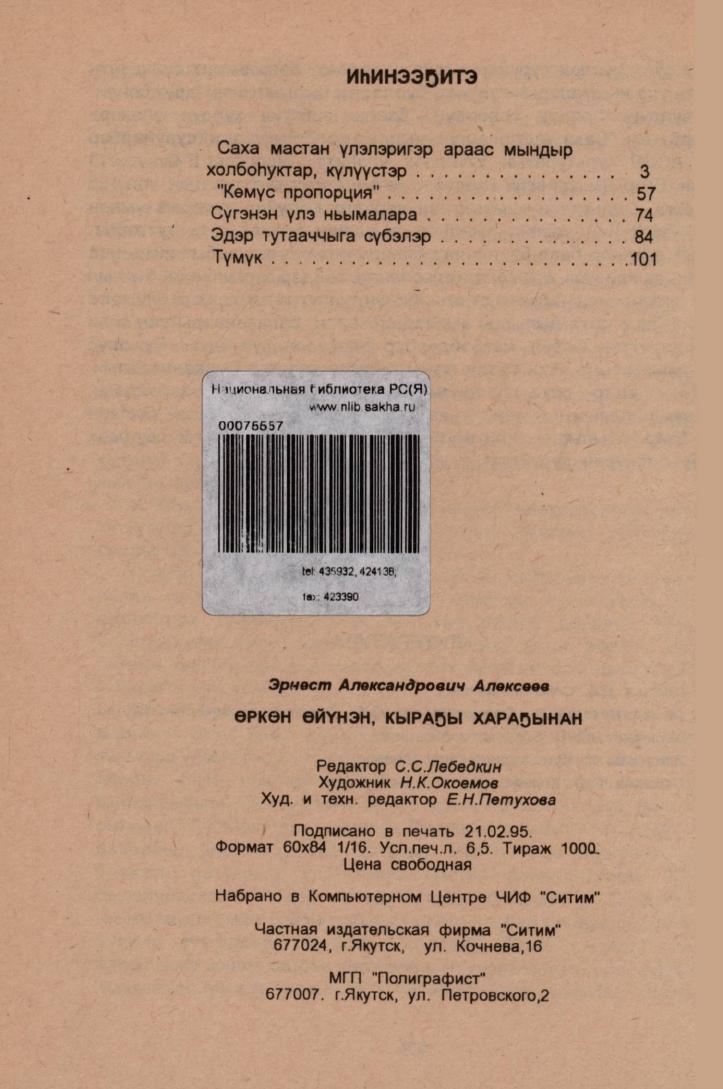 ИҺИНЭЭҔИТЭ
Саха мастан үлэлэригэр араас мындыр
холбоһуктар, күлүүстэр . . . . . . . . . . . . . . . . 3
"Көмүс пропорция" . . . . . . . . . . . . . . . . . . 57
Сүгэнэн үлэ ньымалара . . . . . . . . . . . . . . . 74
Эдэр тутааччыга сүбэлэр . . . . . . . . . . . . . . 84
Түмүк . . . . . . . . . . . . . . . . . . . . . . . . . . . .101
Национальная библиотека РС(Я)
www.nlib.sakha.ru
00075557
tel: 435932, 424138,
fax: 423390
Эрнест Александрович Алексеев
ӨРКӨН ӨЙҮНЭН, КЫРАҔЫ ХАРАҔЫНАН
Редактор С.С.Лебедкин
Художник Н.К.Окоемов
Худ. и техн. редактор Е.Н.Петухова
Подписано в печать 21.02.95.
Формат 60х84 1/16. Усл.печ.л. 6,5. Тираж 1000.
Цена свободная
Набрано в Компьютерном Центре ЧИФ "Ситим"
Частная издательская фирма "Ситим"
677024, г.Якутск, ул. Кочнева,16
МГП "Полиграфист"
677007. г.Якутск, ул. Петровского,2